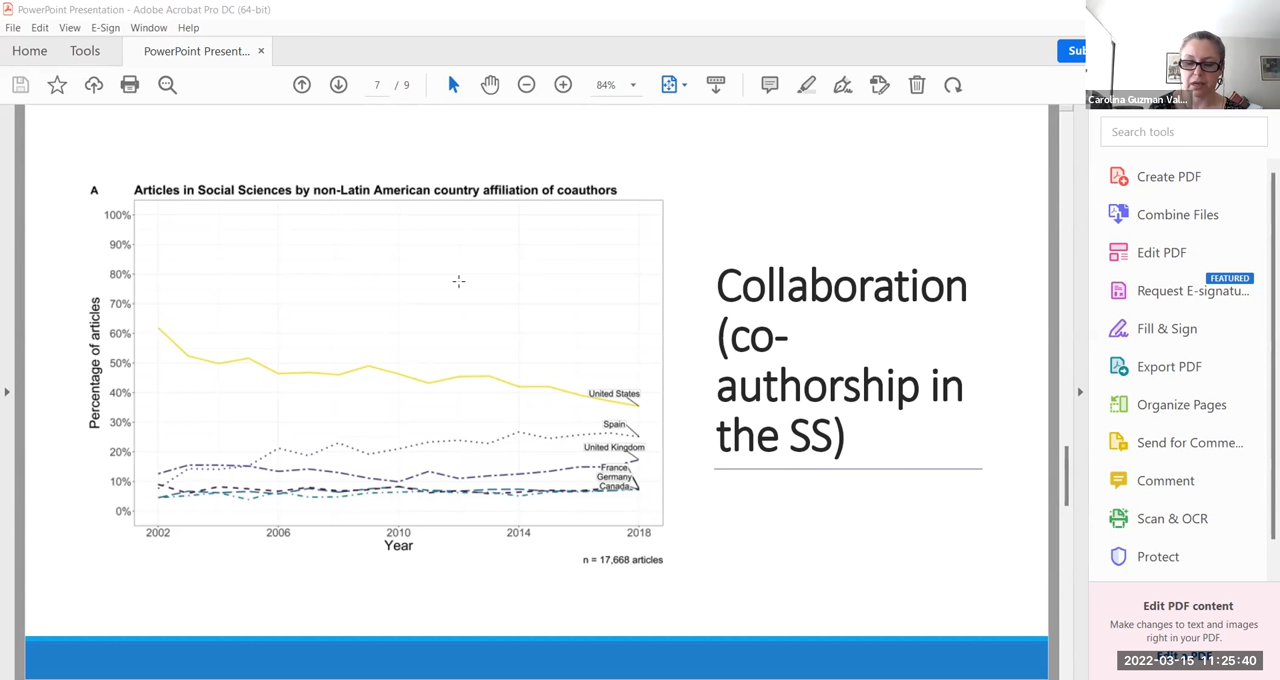 PowerPoint Presentation - Adobe Acrobat Pro DC (64-bit)
File Edit View E-Sign Window Help
Home Tools PowerPoint Present... ×
Sub
7 / 9
84%
Carolina Guzman Val...
A Articles in Social Sciences by non-Latin American country affiliation of coauthors
100%
90%
80%
70%
60%
50%
40%
30%
20%
10%
0%
Percentage of articles
United States
Spain
United Kingdom
France
Germany
Canada
2002 2006 2010 2014 2018
Year
n = 17,668 articles
Collaboration
(co-
authorship in
the SS)
Search tools
Create PDF
Combine Files
Edit PDF
FEATURED
Request E-signatu...
Fill & Sign
Export PDF
Organize Pages
Send for Comme...
Comment
Scan & OCR
Protect
Edit PDF content
Make changes to text and images
right in your PDF.
2022-03-15 11:25:40